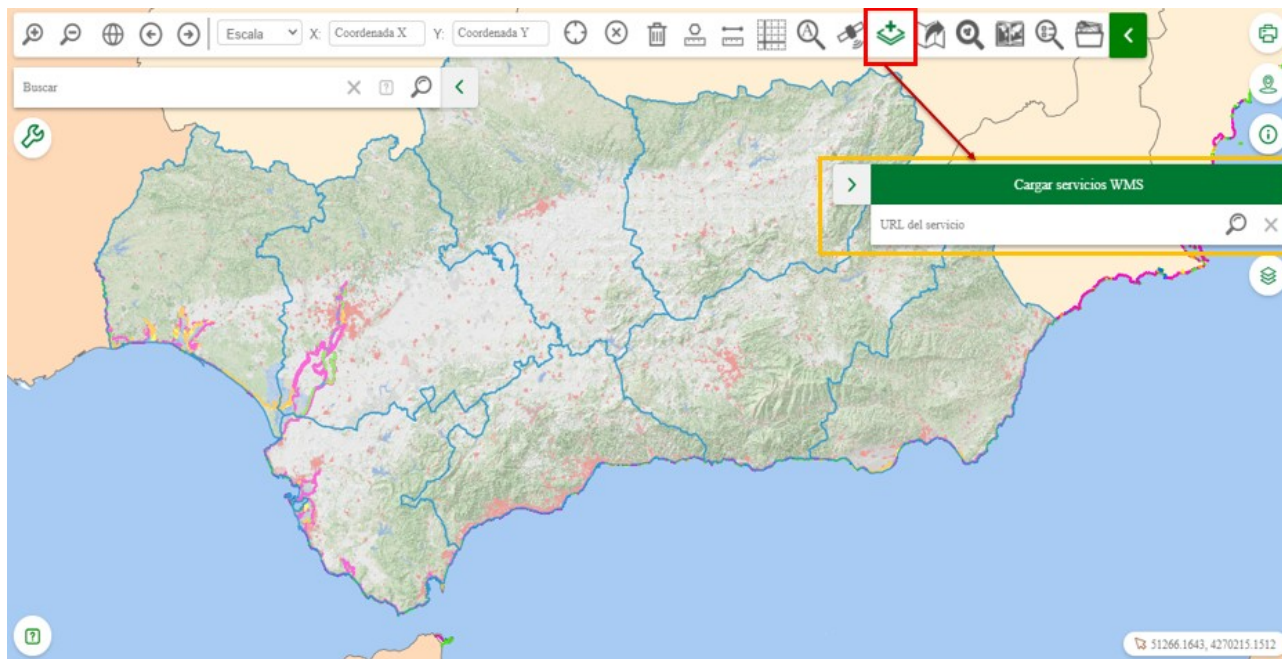 Escala X: Coordenada X Y: Coordenada Y
Buscar
Cargar servicios WMS
URL del servicio
51266.1643, 4270215.1512